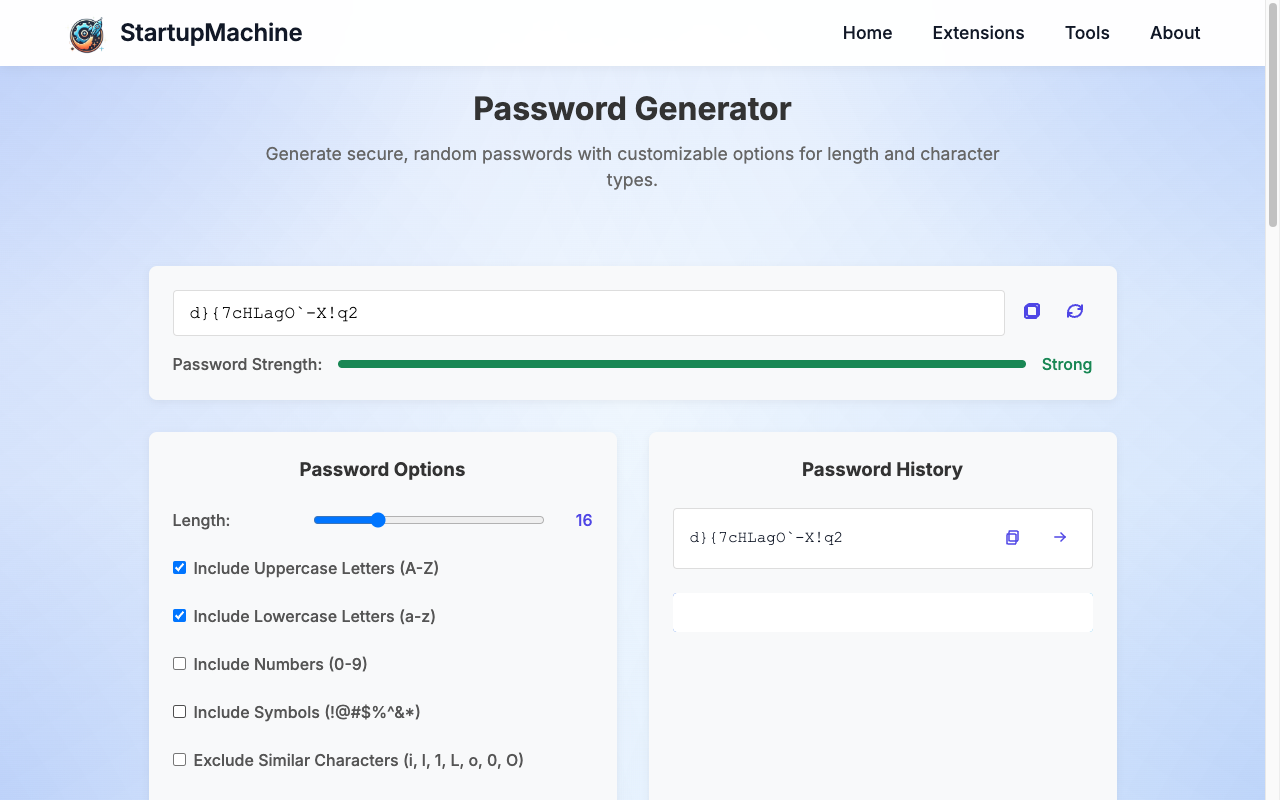 StartupMachine
Home
Extensions
Tools
About
Password Generator
Generate secure, random passwords with customizable options for length and character
types.
d}{7cHLagO`-X!q2
Password Strength:
Strong
Password Options
Length:
16
Include Uppercase Letters (A-Z)
Include Lowercase Letters (a-z)
Include Numbers (0-9)
Include Symbols (!@#$%^&*)
Exclude Similar Characters (i, l, 1, L, o, 0, O)
Password History
d}{7cHLagO`-X!q2